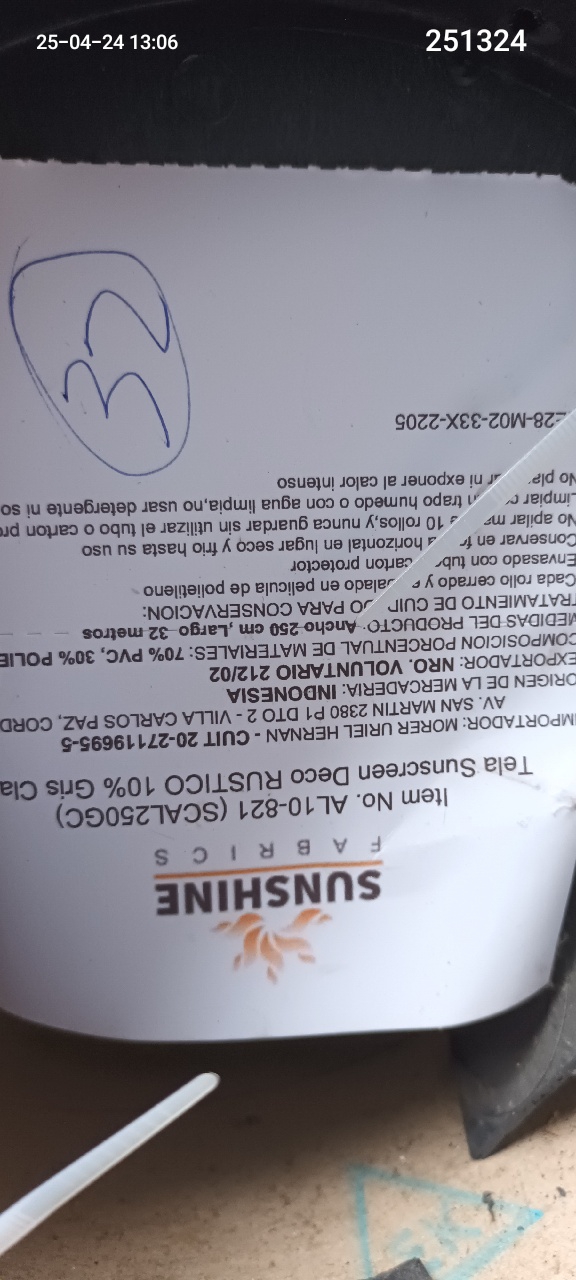 25-04-24 13:06
251324
SUNSHINE
FABRICS
Item No. AL10-821 (SCAL250GC)
Tela Sunscreen Deco RUSTICO 10% Gris Cla
IMPORTADOR: MORER URIEL HERNAN - CUIT 20-27119695-5
AV. SAN MARTIN 2380 P1 DTO 2 - VILLA CARLOS PAZ, CORD
ORIGEN DE LA MERCADERIA: INDONESIA
EXPORTADOR: NRO. VOLUNTARIO 212/02
COMPOSICION PORCENTUAL DE MATERIALES: 70% PVC, 30% POLIE
MEDIDAS DEL PRODUCTO: Ancho 250 cm ,Largo 32 metros
TRATAMIENTO DE PARA CONSERVACION:
Cada rollo cerrado y en pelicula de polietileno
Envasado con carton protector
Conservar en horizontal en lugar seco y frio hasta su uso
No apilar 10 rollos,y nunca guardar sin utilizar el tubo o carton pr
Limpiar trapo humedo o con agua limpia,no usar detergente ni so
No ni exponer al calor intenso
E28-M02-33X-2205
32